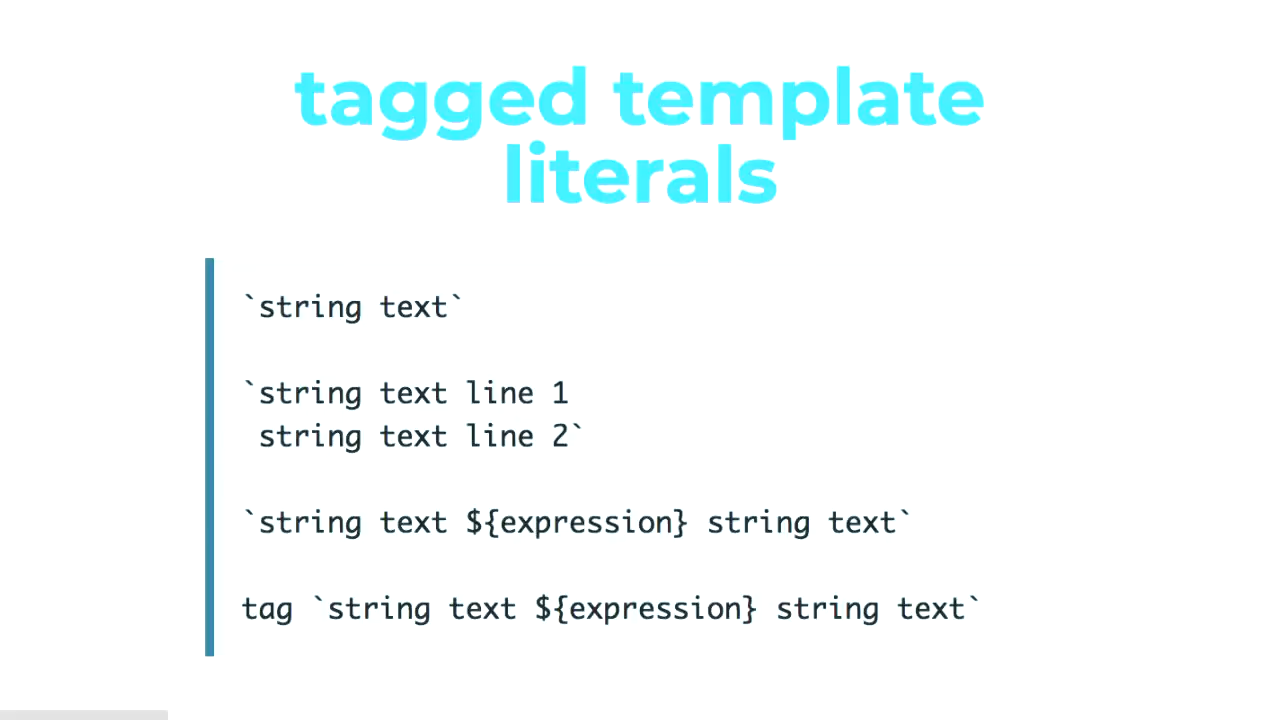 tagged template
literals
`string text`
`string text line 1
 string text line 2`
`string text ${expression} string text`
tag `string text ${expression} string text`